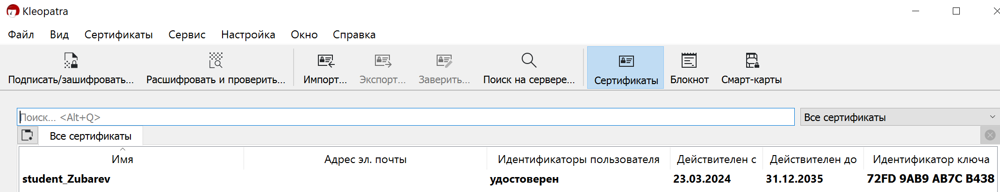 Kleopatra
Файл Вид Сертификаты Сервис Настройка Окно Справка
Подписать/зашифровать... Расшифровать и проверить... Импорт... Экспорт... Заверить... Поиск на сервере... Сертификаты Блокнот Смарт-карты
Поиск... <Alt+Q> Все сертификаты
Все сертификаты
Имя Адрес эл. почты Идентификаторы пользователя Действителен с Действителен до Идентификатор ключа
student_Zubarev удостоверен 23.03.2024 31.12.2035 72FD 9AB9 AB7C B438